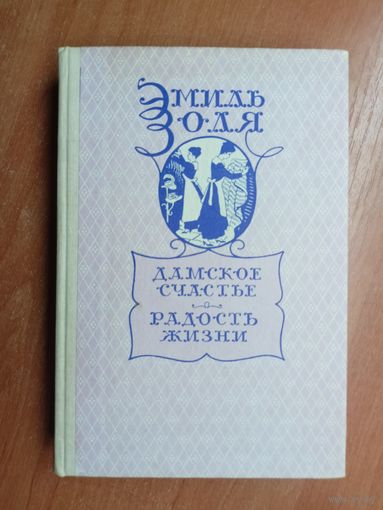 Эмиль
Золя
Дамское
счастье
Радость
жизни